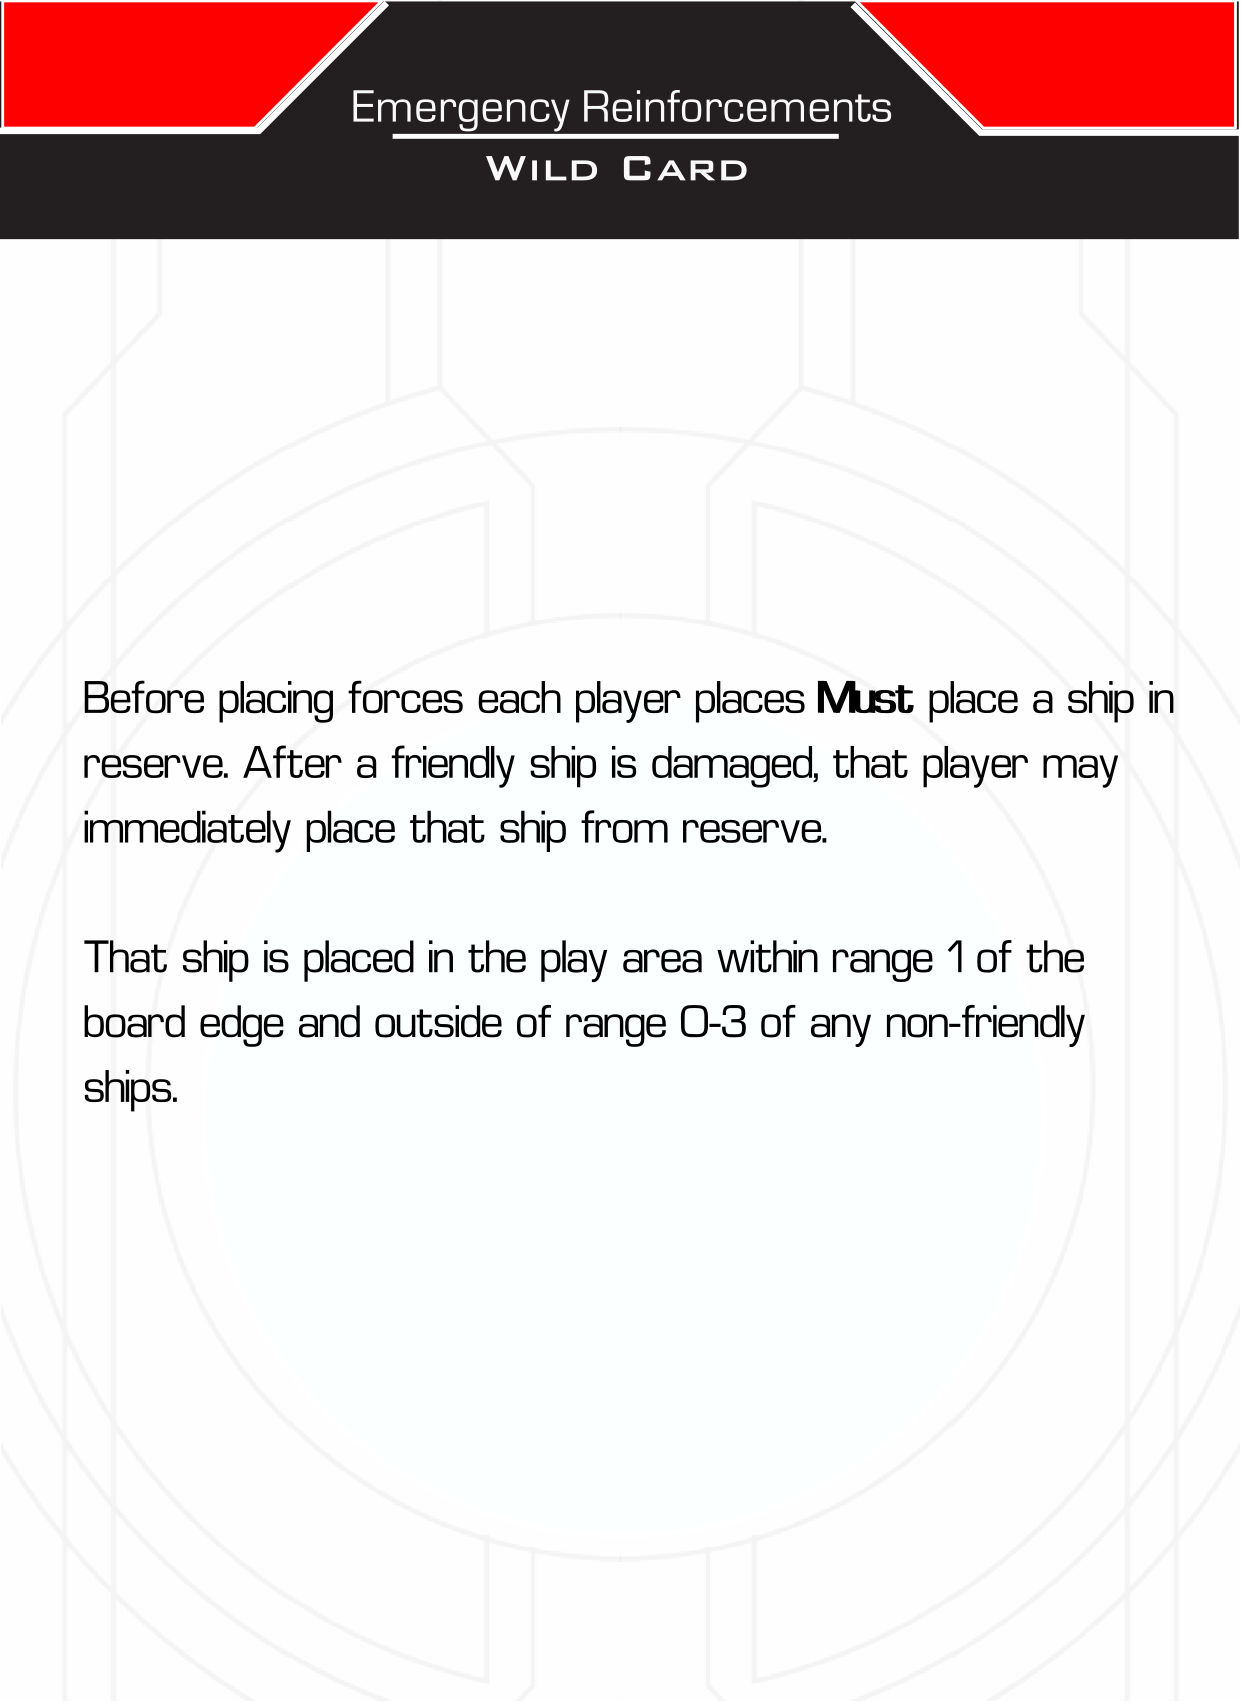 Emergency Reinforcements
Wild Card
Before placing forces each player places Must place a ship in
reserve. After a friendly ship is damaged, that player may
immediately place that ship from reserve.
That ship is placed in the play area within range 1 of the
board edge and outside of range 0-3 of any non-friendly
ships.